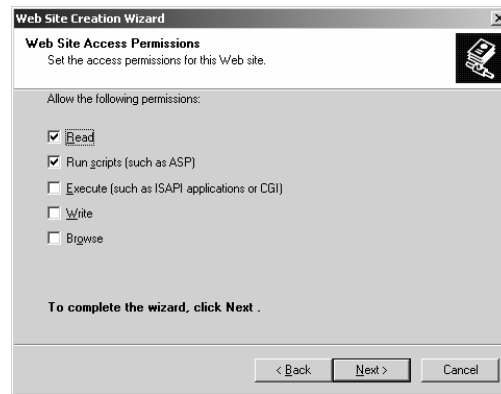 Web Site Creation Wizard
Web Site Access Permissions
Set the access permissions for this Web site.
Allow the following permissions:
Read
Run scripts (such as ASP)
Execute (such as ISAPI applications or CGI)
Write
Browse
To complete the wizard, click Next .
< Back Next > Cancel